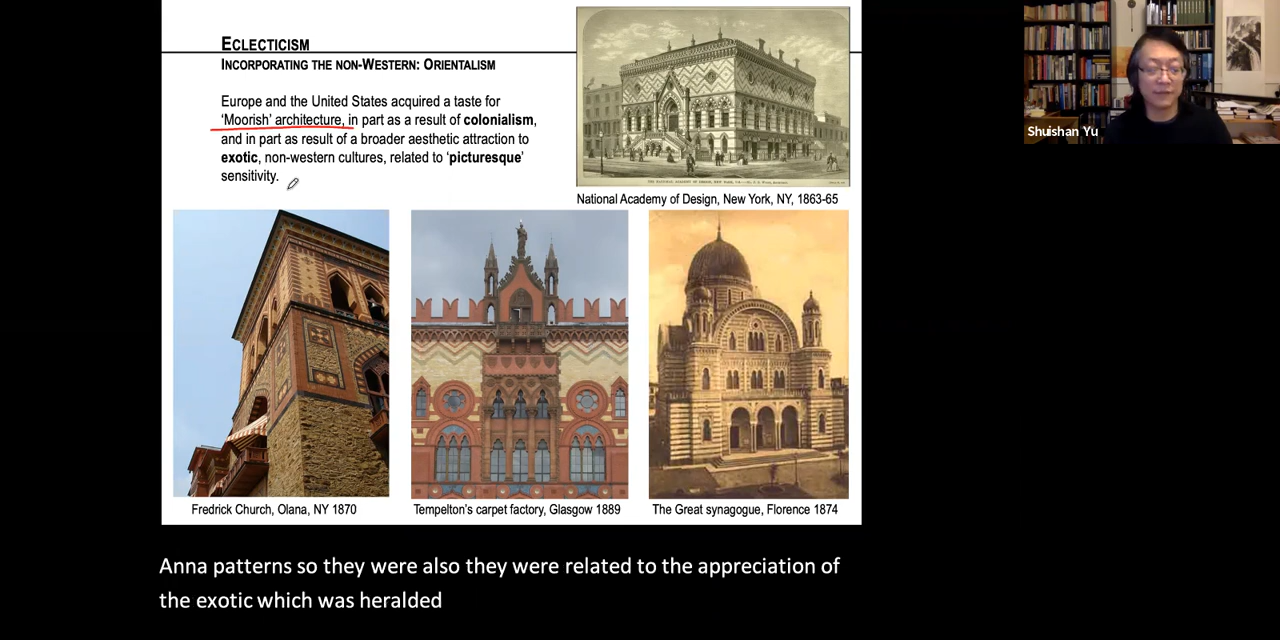 ECLECTICISM
INCORPORATING THE NON-WESTERN: ORIENTALISM
Europe and the United States acquired a taste for
‘Moorish’ architecture, in part as a result of colonialism,
and in part as result of a broader aesthetic attraction to
exotic, non-western cultures, related to ‘picturesque’
sensitivity.
National Academy of Design, New York, NY, 1863-65
Fredrick Church, Olana, NY 1870
Tempelton's carpet factory, Glasgow 1889
The Great synagogue, Florence 1874
Shuishan Yu
Anna patterns so they were also they were related to the appreciation of
the exotic which was heralded